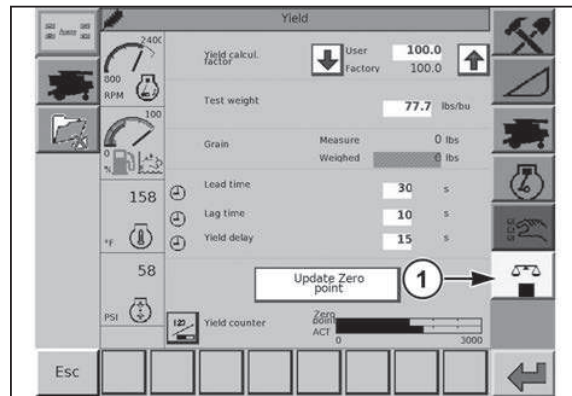 Yield
2400
800
RPM
100
0
%
158
°F
58
PSI
Yield calcul.
factor
User
100.0
Factory
100.0
Test weight
77.7 lbs/bu
Grain
Measure
0 lbs
Weighed
0 lbs
Lead time
30 s
Lag time
10 s
Yield delay
15 s
Update Zero
point
1
123
Yield counter
Zero
point
ACT
0
3000
Esc